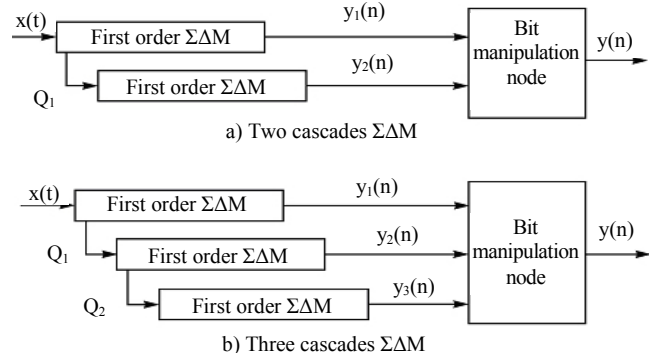 x(t)
First order ΣΔM
y1(n)
Q1
First order ΣΔM
y2(n)
Bit
manipulation
node
y(n)
a) Two cascades ΣΔM
x(t)
First order ΣΔM
y1(n)
Q1
First order ΣΔM
y2(n)
Q2
First order ΣΔM
y3(n)
Bit
manipulation
node
y(n)
b) Three cascades ΣΔM